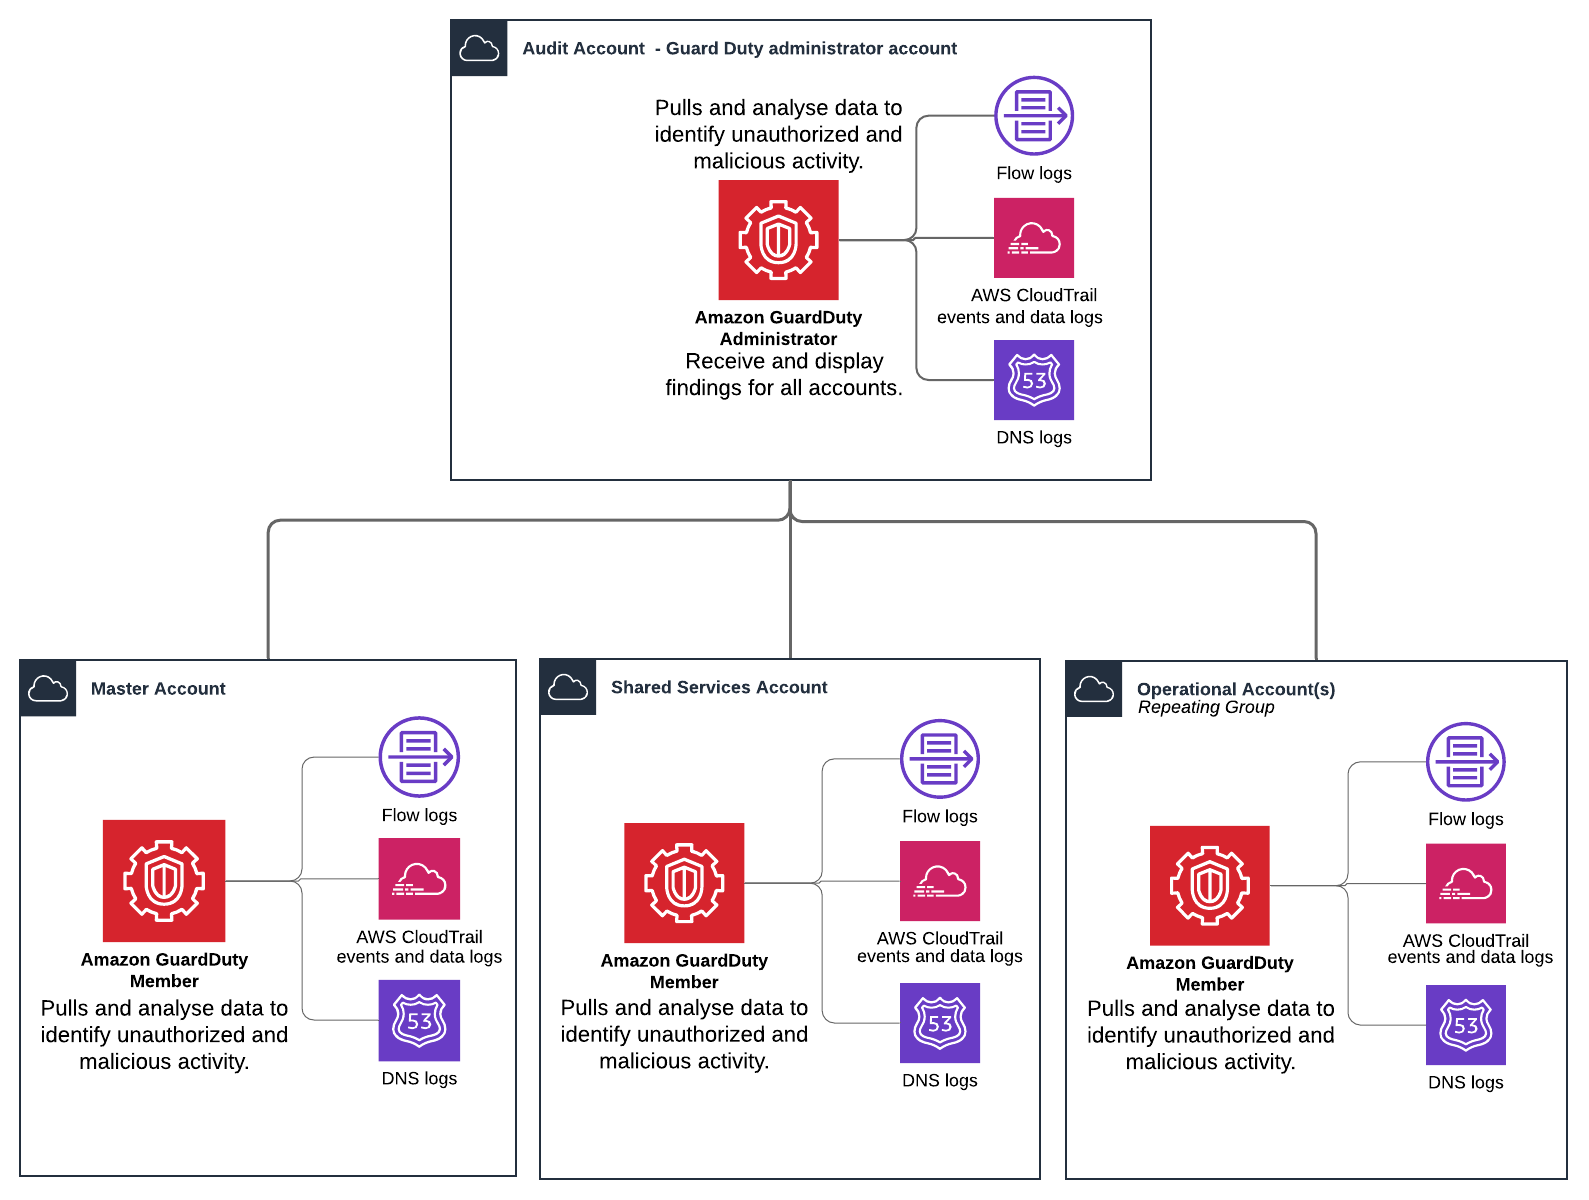 Audit Account  - Guard Duty administrator account
Pulls and analyse data to
identify unauthorized and
malicious activity.
Amazon GuardDuty
Administrator
Receive and display
findings for all accounts.
Flow logs
AWS CloudTrail
events and data logs
53
DNS logs
Master Account
Flow logs
Amazon GuardDuty
Member
Pulls and analyse data to
identify unauthorized and
malicious activity.
AWS CloudTrail
events and data logs
53
DNS logs
Shared Services Account
Flow logs
Amazon GuardDuty
Member
Pulls and analyse data to
identify unauthorized and
malicious activity.
AWS CloudTrail
events and data logs
53
DNS logs
Operational Account(s)
Repeating Group
Flow logs
Amazon GuardDuty
Member
Pulls and analyse data to
identify unauthorized and
malicious activity.
AWS CloudTrail
events and data logs
53
DNS logs